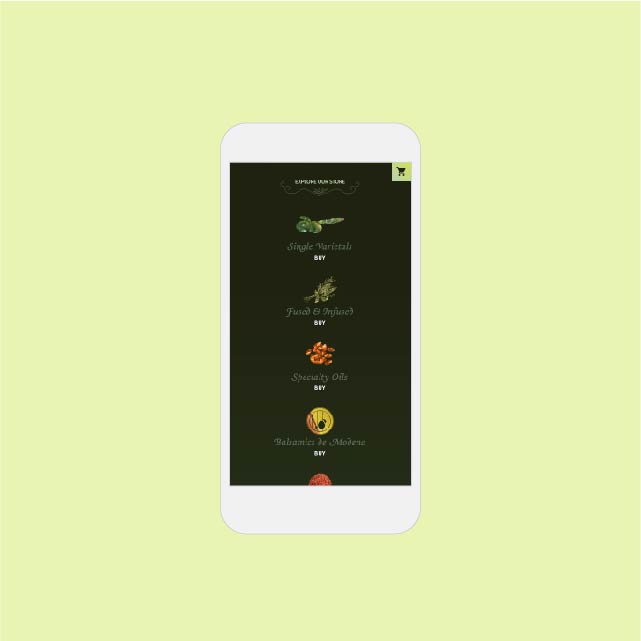 EXPLORE OUR STORE
Single Varietals
BUY
Fused & Infused
BUY
Specialty Oils
BUY
Balsamics de Modena
BUY